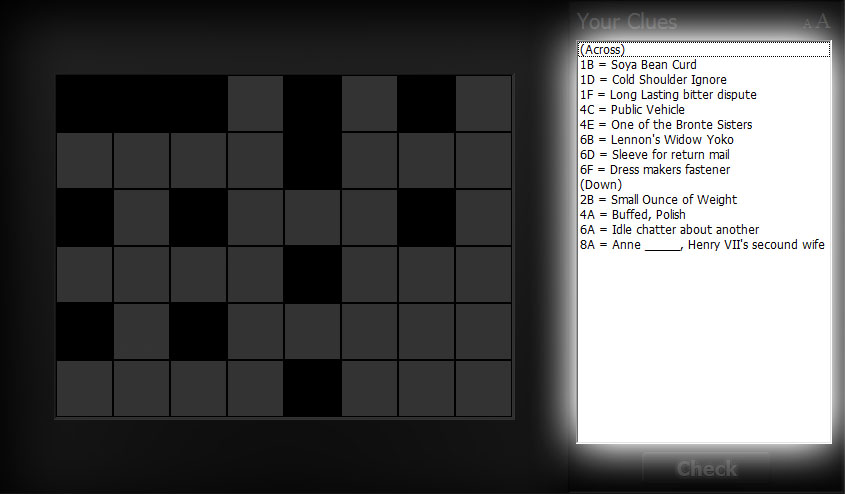 Your Clues
A A
(Across)
1B = Soya Bean Curd
1D = Cold Shoulder Ignore
1F = Long Lasting bitter dispute
4C = Public Vehicle
4E = One of the Bronte Sisters
6B = Lennon's Widow Yoko
6D = Sleeve for return mail
6F = Dress makers fastener
(Down)
2B = Small Ounce of Weight
4A = Buffed, Polish
6A = Idle chatter about another
8A = Anne _____, Henry VII's secound wife
Check